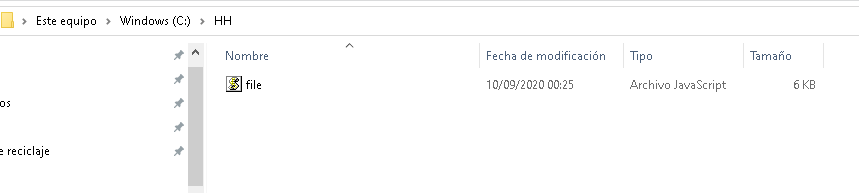 Este equipo > Windows (C:) > HH
Nombre Fecha de modificación Tipo Tamaño
file 10/09/2020 00:25 Archivo JavaScript 6 KB
os
e reciclaje